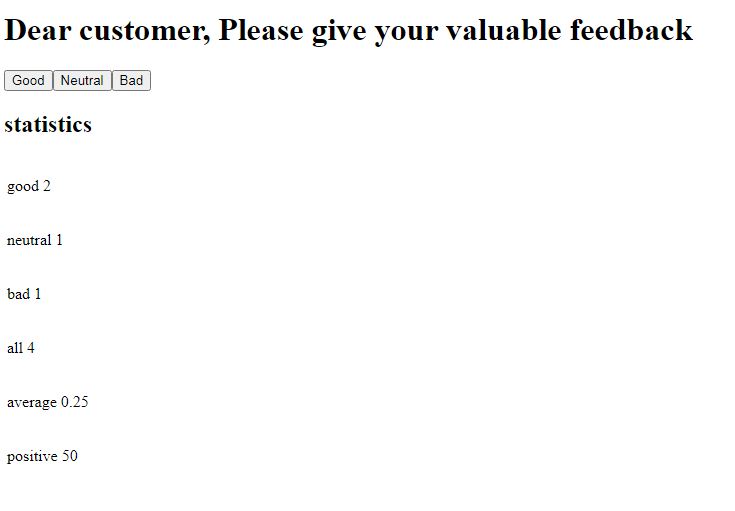 Dear customer, Please give your valuable feedback
Good Neutral Bad
statistics
good 2
neutral 1
bad 1
all 4
average 0.25
positive 50